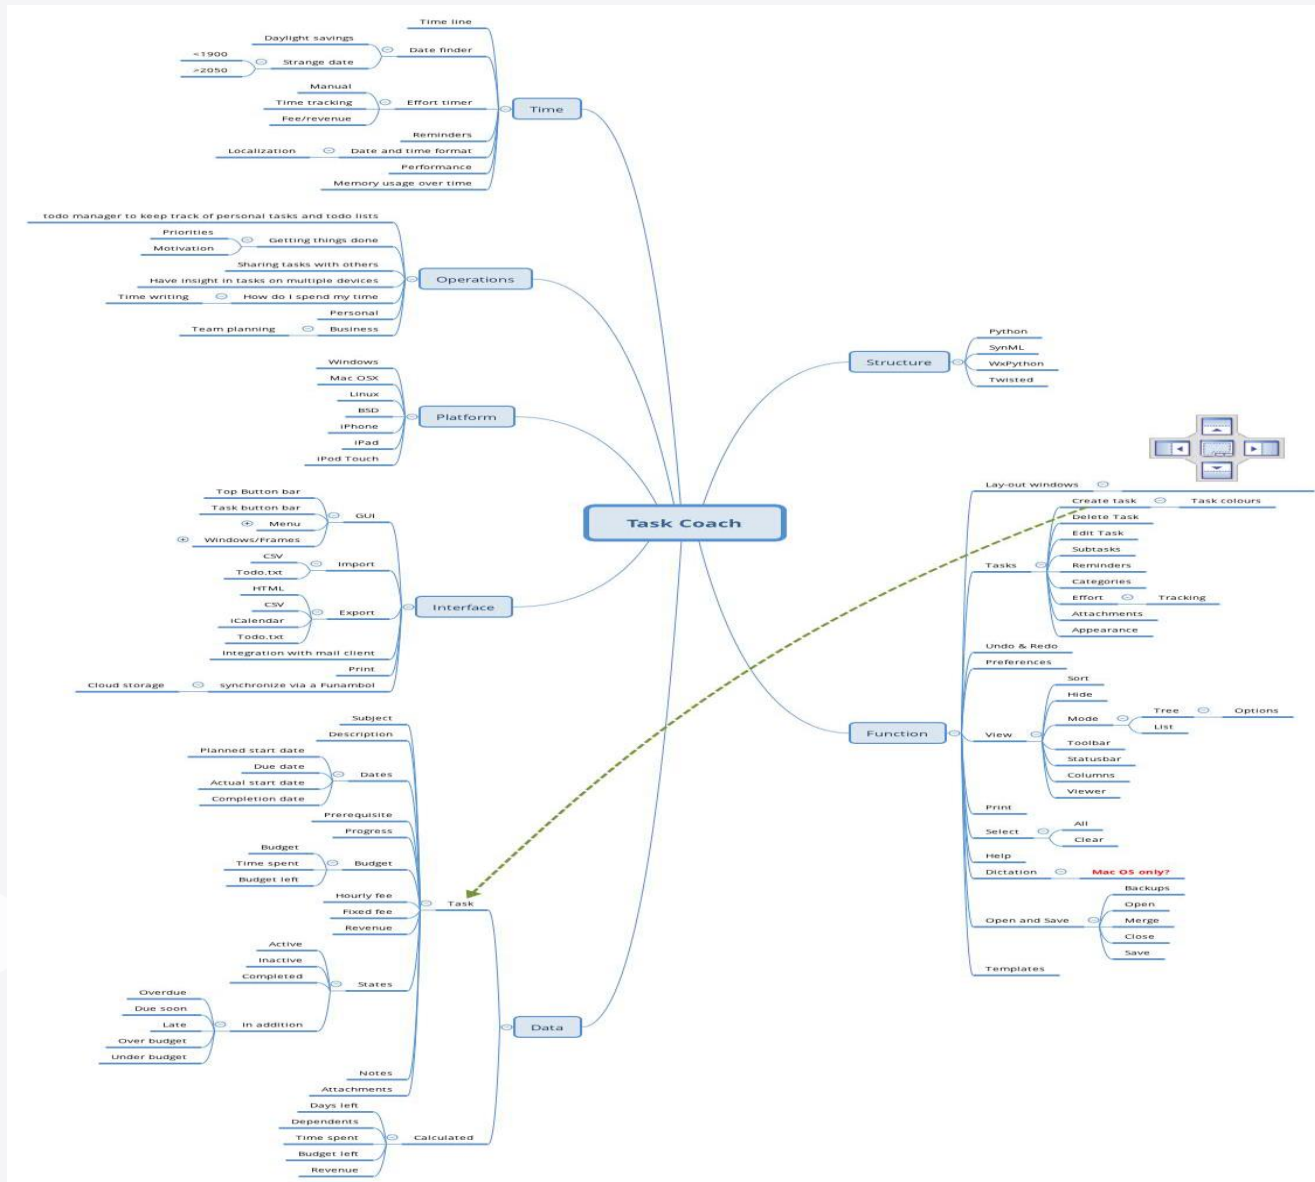 Time line
Daylight savings
Date finder
<1900
>2050
Strange date
Manual
Time tracking
Fee/revenue
Effort timer
Time
Reminders
Localization
Date and time format
Performance
Memory usage over time
todo manager to keep track of personal tasks and todo lists
Priorities
Motivation
Getting things done
Sharing tasks with others
Operations
Have insight in tasks on multiple devices
Time writing
How do I spend my time
Personal
Team planning
Business
Windows
Mac OSX
Linux
BSD
Platform
iPhone
iPad
iPod Touch
Top Button bar
Task button bar
Menu
Windows/Frames
GUI
CSV
Todo.txt
Import
HTML
CSV
iCalendar
Todo.txt
Export
Interface
Integration with mail client
Print
Cloud storage
synchronize via a Funambol
Task Coach
Subject
Description
Planned start date
Due date
Actual start date
Completion date
Dates
Prerequisite
Progress
Budget
Time spent
Budget left
Budget
Hourly fee
Fixed fee
Revenue
Task
Active
Inactive
Completed
States
Overdue
Due soon
Late
Over budget
Under budget
In addition
Notes
Attachments
Data
Days left
Dependents
Time spent
Budget left
Revenue
Calculated
Structure
Python
SynML
WxPython
Twisted
Lay-out windows
Tasks
Create task
Task colours
Delete Task
Edit Task
Subtasks
Reminders
Categories
Effort
Tracking
Attachments
Appearance
Undo & Redo
Preferences
Function
View
Sort
Hide
Mode
Tree
Options
List
Toolbar
Statusbar
Columns
Viewer
Print
Select
All
Clear
Help
Dictation
Mac OS only?
Open and Save
Backups
Open
Merge
Close
Save
Templates